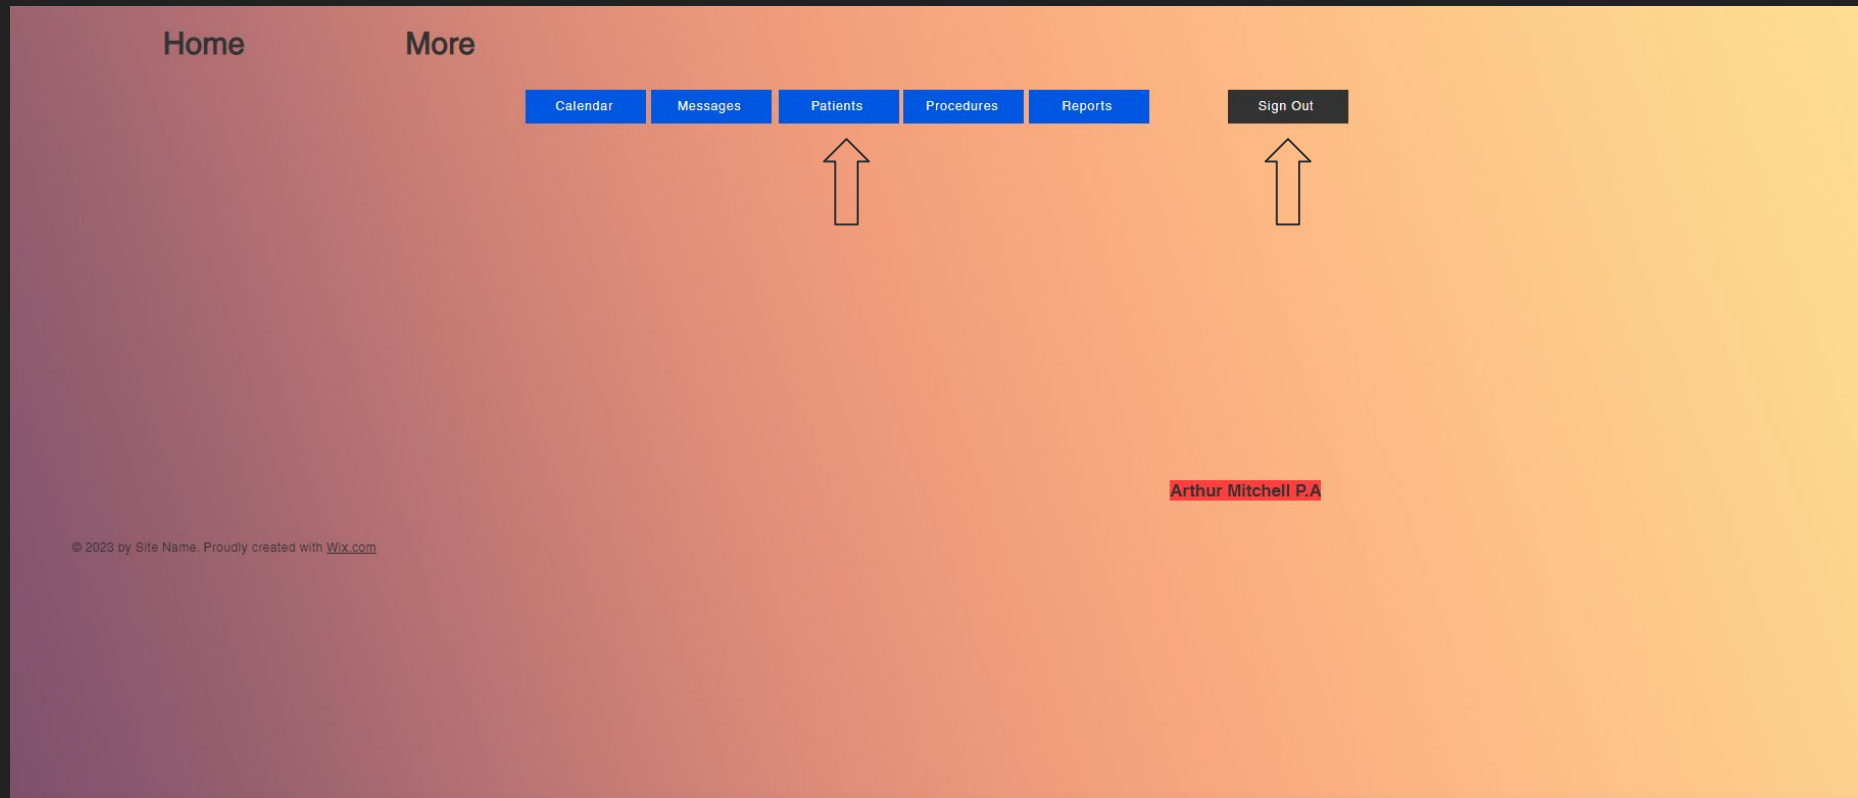 Home More
Calendar Messages Patients Procedures Reports Sign Out
Arthur Mitchell P.A
© 2023 by Site Name. Proudly created with Wix.com